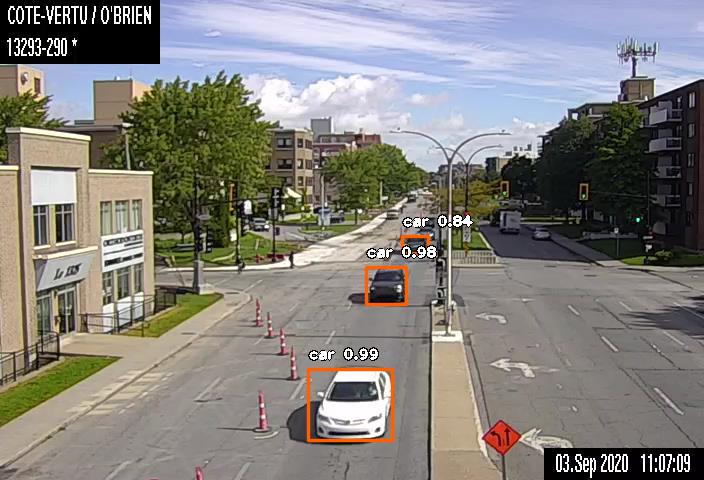 COTE-VERTU / O'BRIEN
13293-290 *
car 0.84
car 0.98
car 0.99
03.Sep 2020 11:07:09